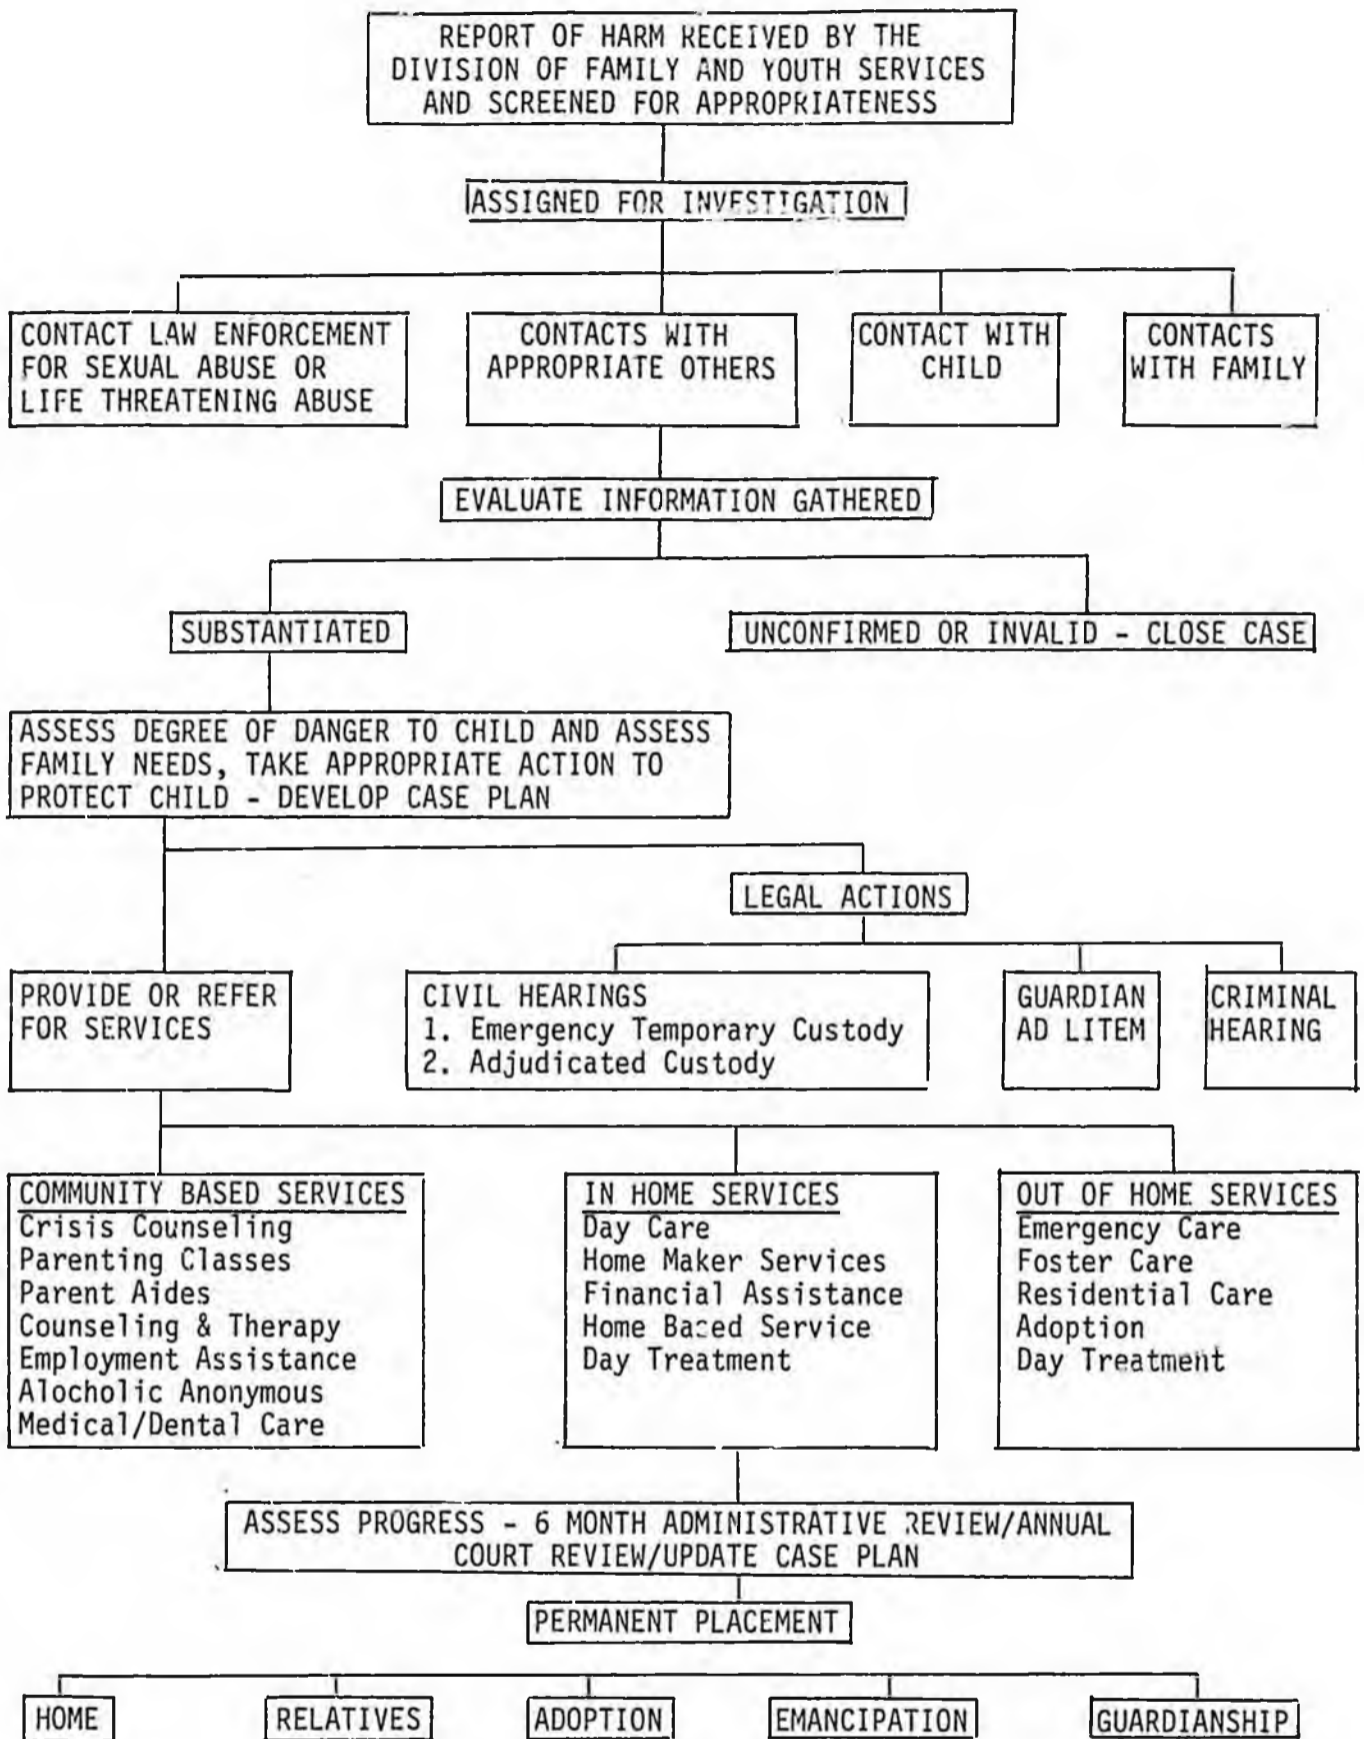 REPORT OF HARM RECEIVED BY THE
DIVISION OF FAMILY AND YOUTH SERVICES
AND SCREENED FOR APPROPRIATENESS
ASSIGNED FOR INVESTIGATION
CONTACT LAW ENFORCEMENT
FOR SEXUAL ABUSE OR
LIFE THREATENING ABUSE
CONTACTS WITH
APPROPRIATE OTHERS
CONTACT WITH
CHILD
CONTACTS
WITH FAMILY
EVALUATE INFORMATION GATHERED
SUBSTANTIATED
UNCONFIRMED OR INVALID - CLOSE CASE
ASSESS DEGREE OF DANGER TO CHILD AND ASSESS
FAMILY NEEDS, TAKE APPROPRIATE ACTION TO
PROTECT CHILD - DEVELOP CASE PLAN
LEGAL ACTIONS
PROVIDE OR REFER
FOR SERVICES
CIVIL HEARINGS
1. Emergency Temporary Custody
2. Adjudicated Custody
GUARDIAN
AD LITEM
CRIMINAL
HEARING
COMMUNITY BASED SERVICES
Crisis Counseling
Parenting Classes
Parent Aides
Counseling & Therapy
Employment Assistance
Alocholic Anonymous
Medical/Dental Care
IN HOME SERVICES
Day Care
Home Maker Services
Financial Assistance
Home Based Service
Day Treatment
OUT OF HOME SERVICES
Emergency Care
Foster Care
Residential Care
Adoption
Day Treatment
ASSESS PROGRESS - 6 MONTH ADMINISTRATIVE REVIEW/ANNUAL
COURT REVIEW/UPDATE CASE PLAN
PERMANENT PLACEMENT
HOME
RELATIVES
ADOPTION
EMANCIPATION
GUARDIANSHIP